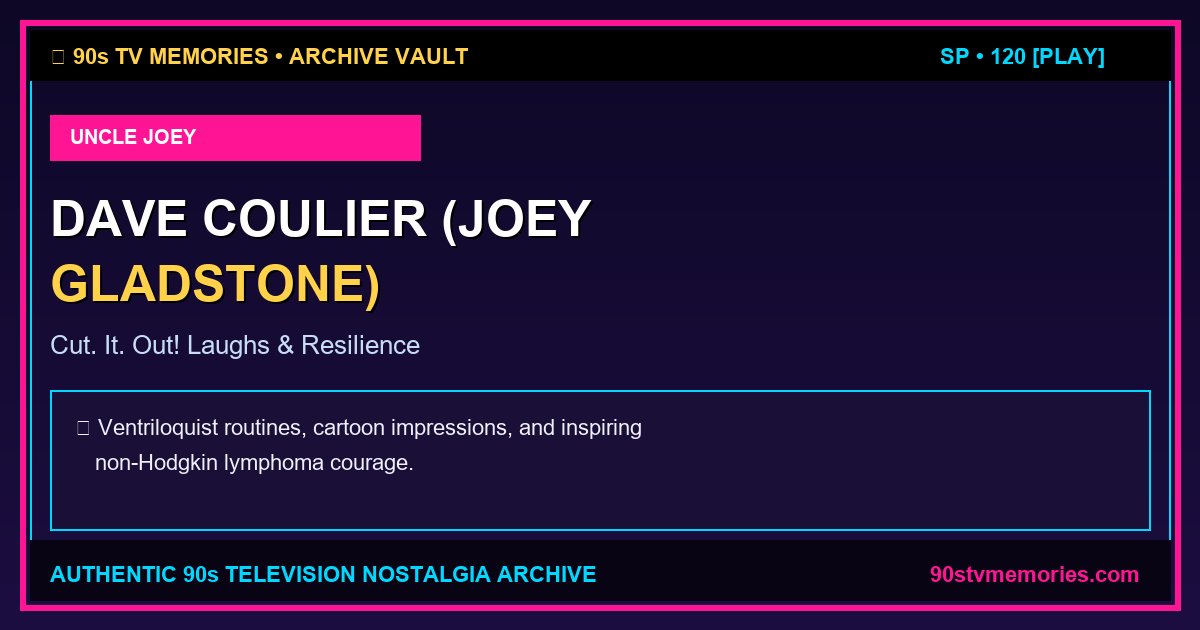 90s TV MEMORIES • ARCHIVE VAULT
SP • 120 [PLAY]
UNCLE JOEY
DAVE COULIER (JOEY
GLADSTONE)
Cut. It. Out! Laughs & Resilience
Ventriloquist routines, cartoon impressions, and inspiring
non-Hodgkin lymphoma courage.
AUTHENTIC 90s TELEVISION NOSTALGIA ARCHIVE
90stvmemories.com